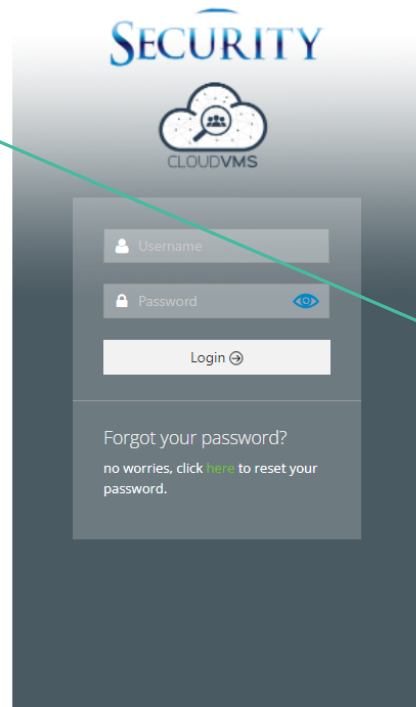 SECURITY
CLOUDVMS
Username
Password
Login
Forgot your password?
no worries, click here to reset your
password.